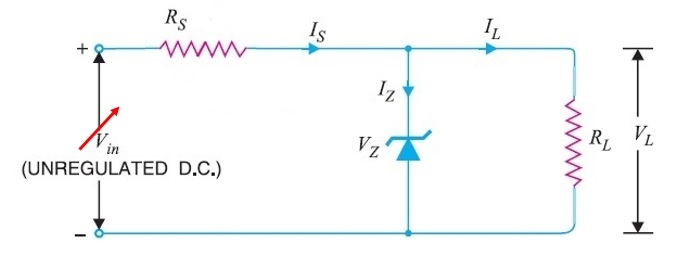 R_S
I_S
I_L
+
I_Z
V_in
V_Z
R_L
V_L
(UNREGULATED D.C.)
−